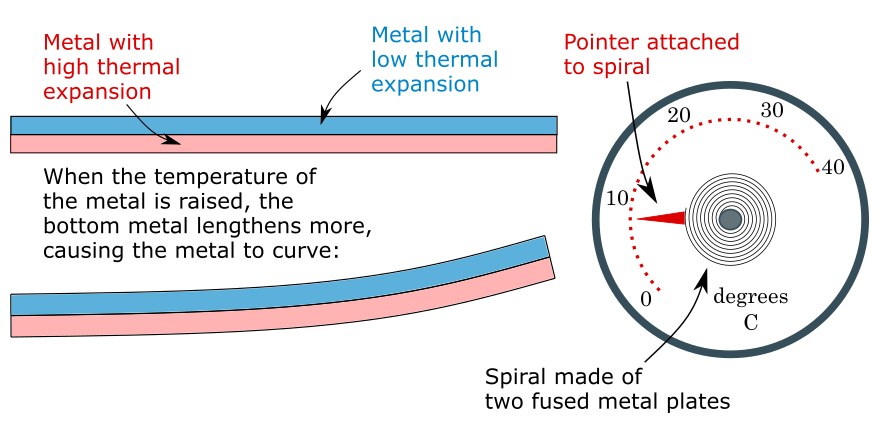 Metal with
high thermal
expansion
Metal with
low thermal
expansion
When the temperature of
the metal is raised, the
bottom metal lengthens more,
causing the metal to curve:
Pointer attached
to spiral
0
10
20
30
40
degrees
C
Spiral made of
two fused metal plates